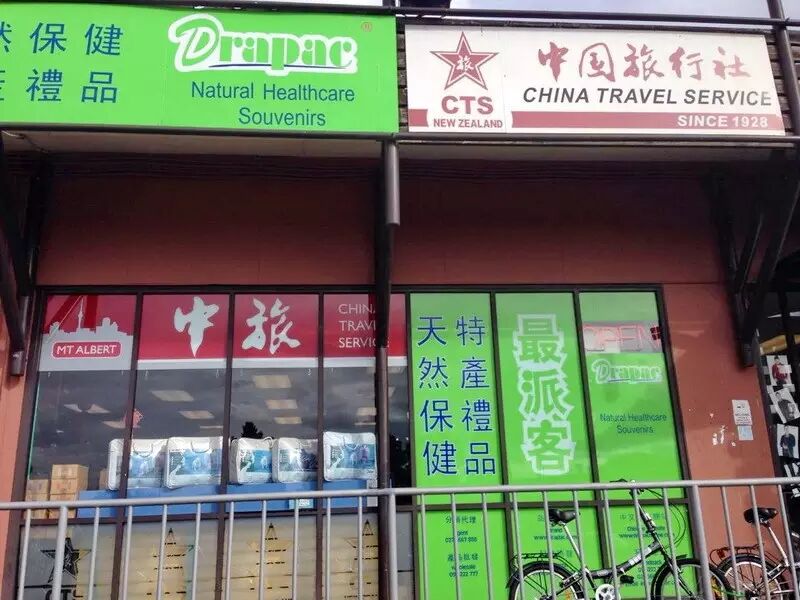 然保健
產禮品
Drapac®
Natural Healthcare
Souvenirs
旅
CTS
NEW ZEALAND
中国旅行社
CHINA TRAVEL SERVICE
SINCE 1928
MT ALBERT
中旅
CHINA
TRAVEL
SERVICE
天然保健
特產禮品
最派客
OPEN
Drapac
Natural Healthcare
Souvenirs
wholesale